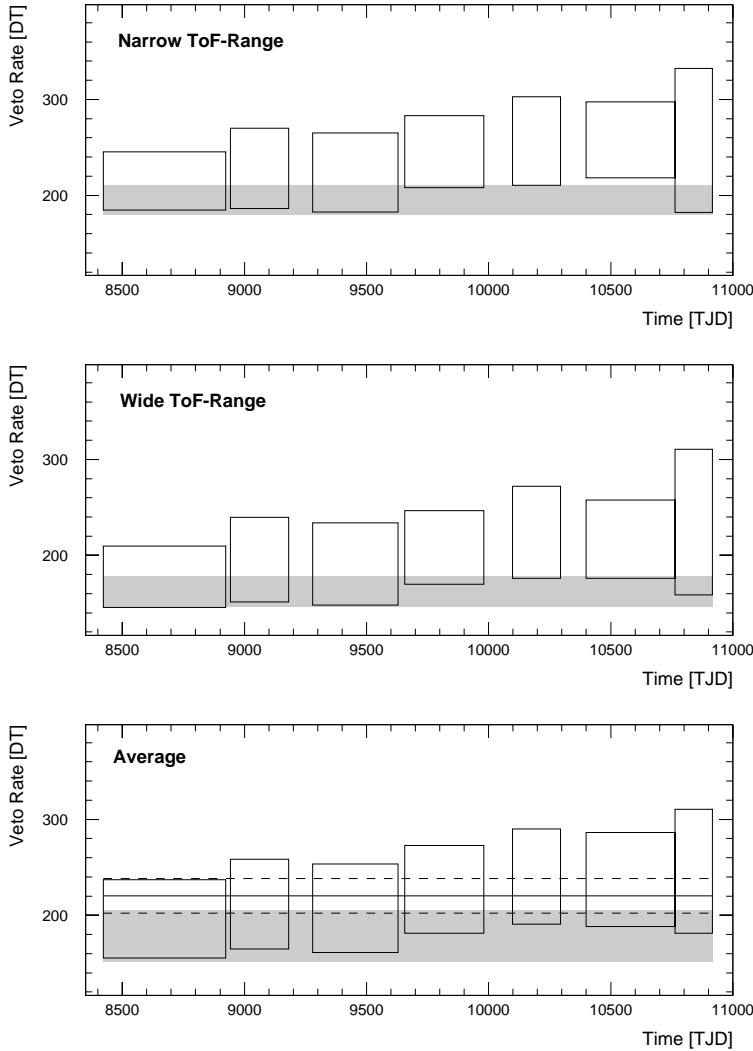 Veto Rate [DT]
Narrow ToF-Range
300
200
8500 9000 9500 10000 10500 11000
Time [TJD]
Veto Rate [DT]
Wide ToF-Range
300
200
8500 9000 9500 10000 10500 11000
Time [TJD]
Veto Rate [DT]
Average
300
200
8500 9000 9500 10000 10500 11000
Time [TJD]